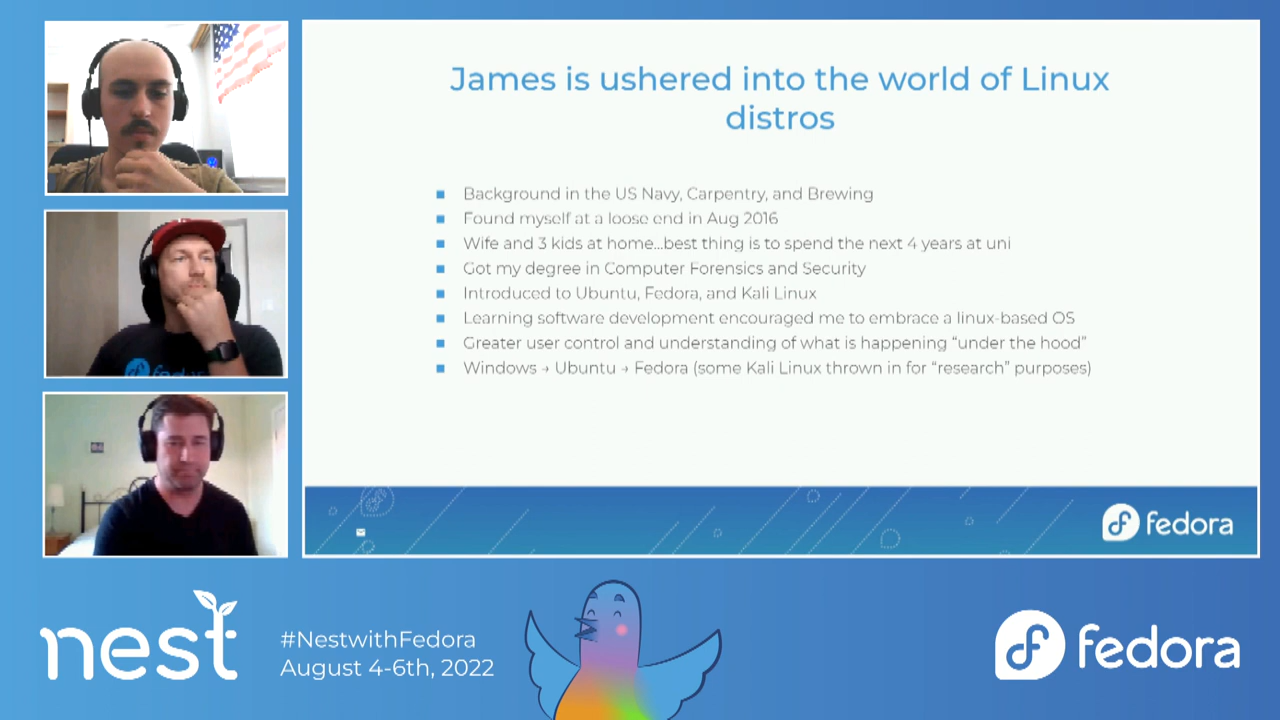 James is ushered into the world of Linux
distros
Background in the US Navy, Carpentry, and Brewing
Found myself at a loose end in Aug 2016
Wife and 3 kids at home...best thing is to spend the next 4 years at uni
Got my degree in Computer Forensics and Security
Introduced to Ubuntu, Fedora, and Kali Linux
Learning software development encouraged me to embrace a linux-based OS
Greater user control and understanding of what is happening “under the hood”
Windows → Ubuntu → Fedora (some Kali Linux thrown in for “research” purposes)
fedora
nest
#NestwithFedora
August 4-6th, 2022
fedora